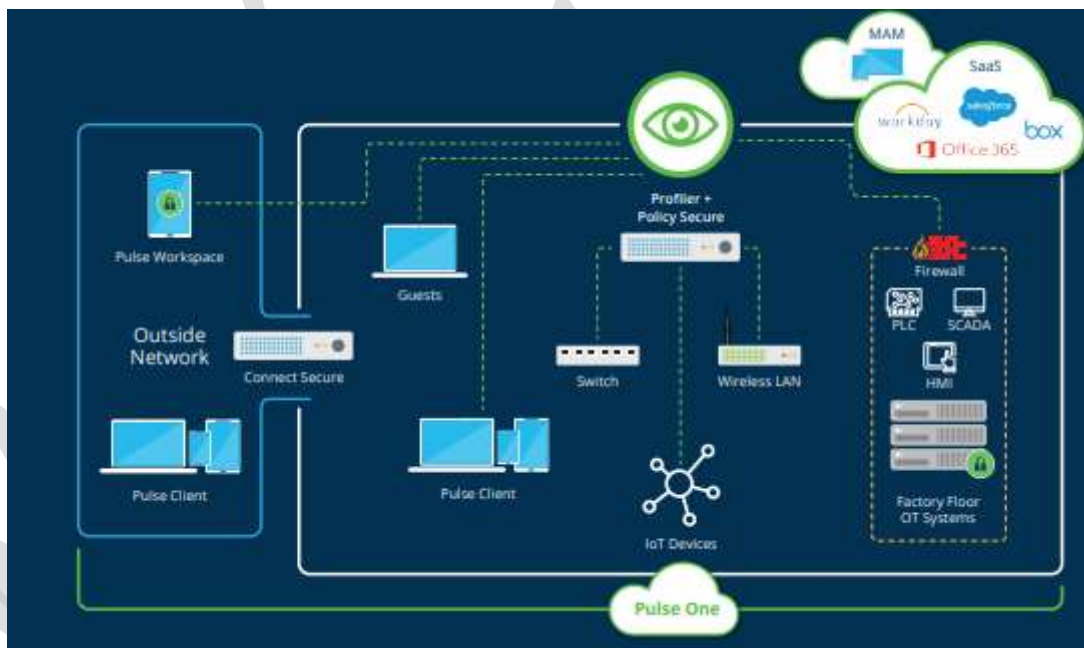 MAM
SaaS
workday
salesforce
box
Office 365
Profiler +
Policy Secure
Pulse Workspace
Guests
Firewall
PLC
SCADA
Outside
Network
Connect Secure
Switch
Wireless LAN
HMI
Pulse Client
Pulse Client
IoT Devices
Factory Floor
OT Systems
Pulse One